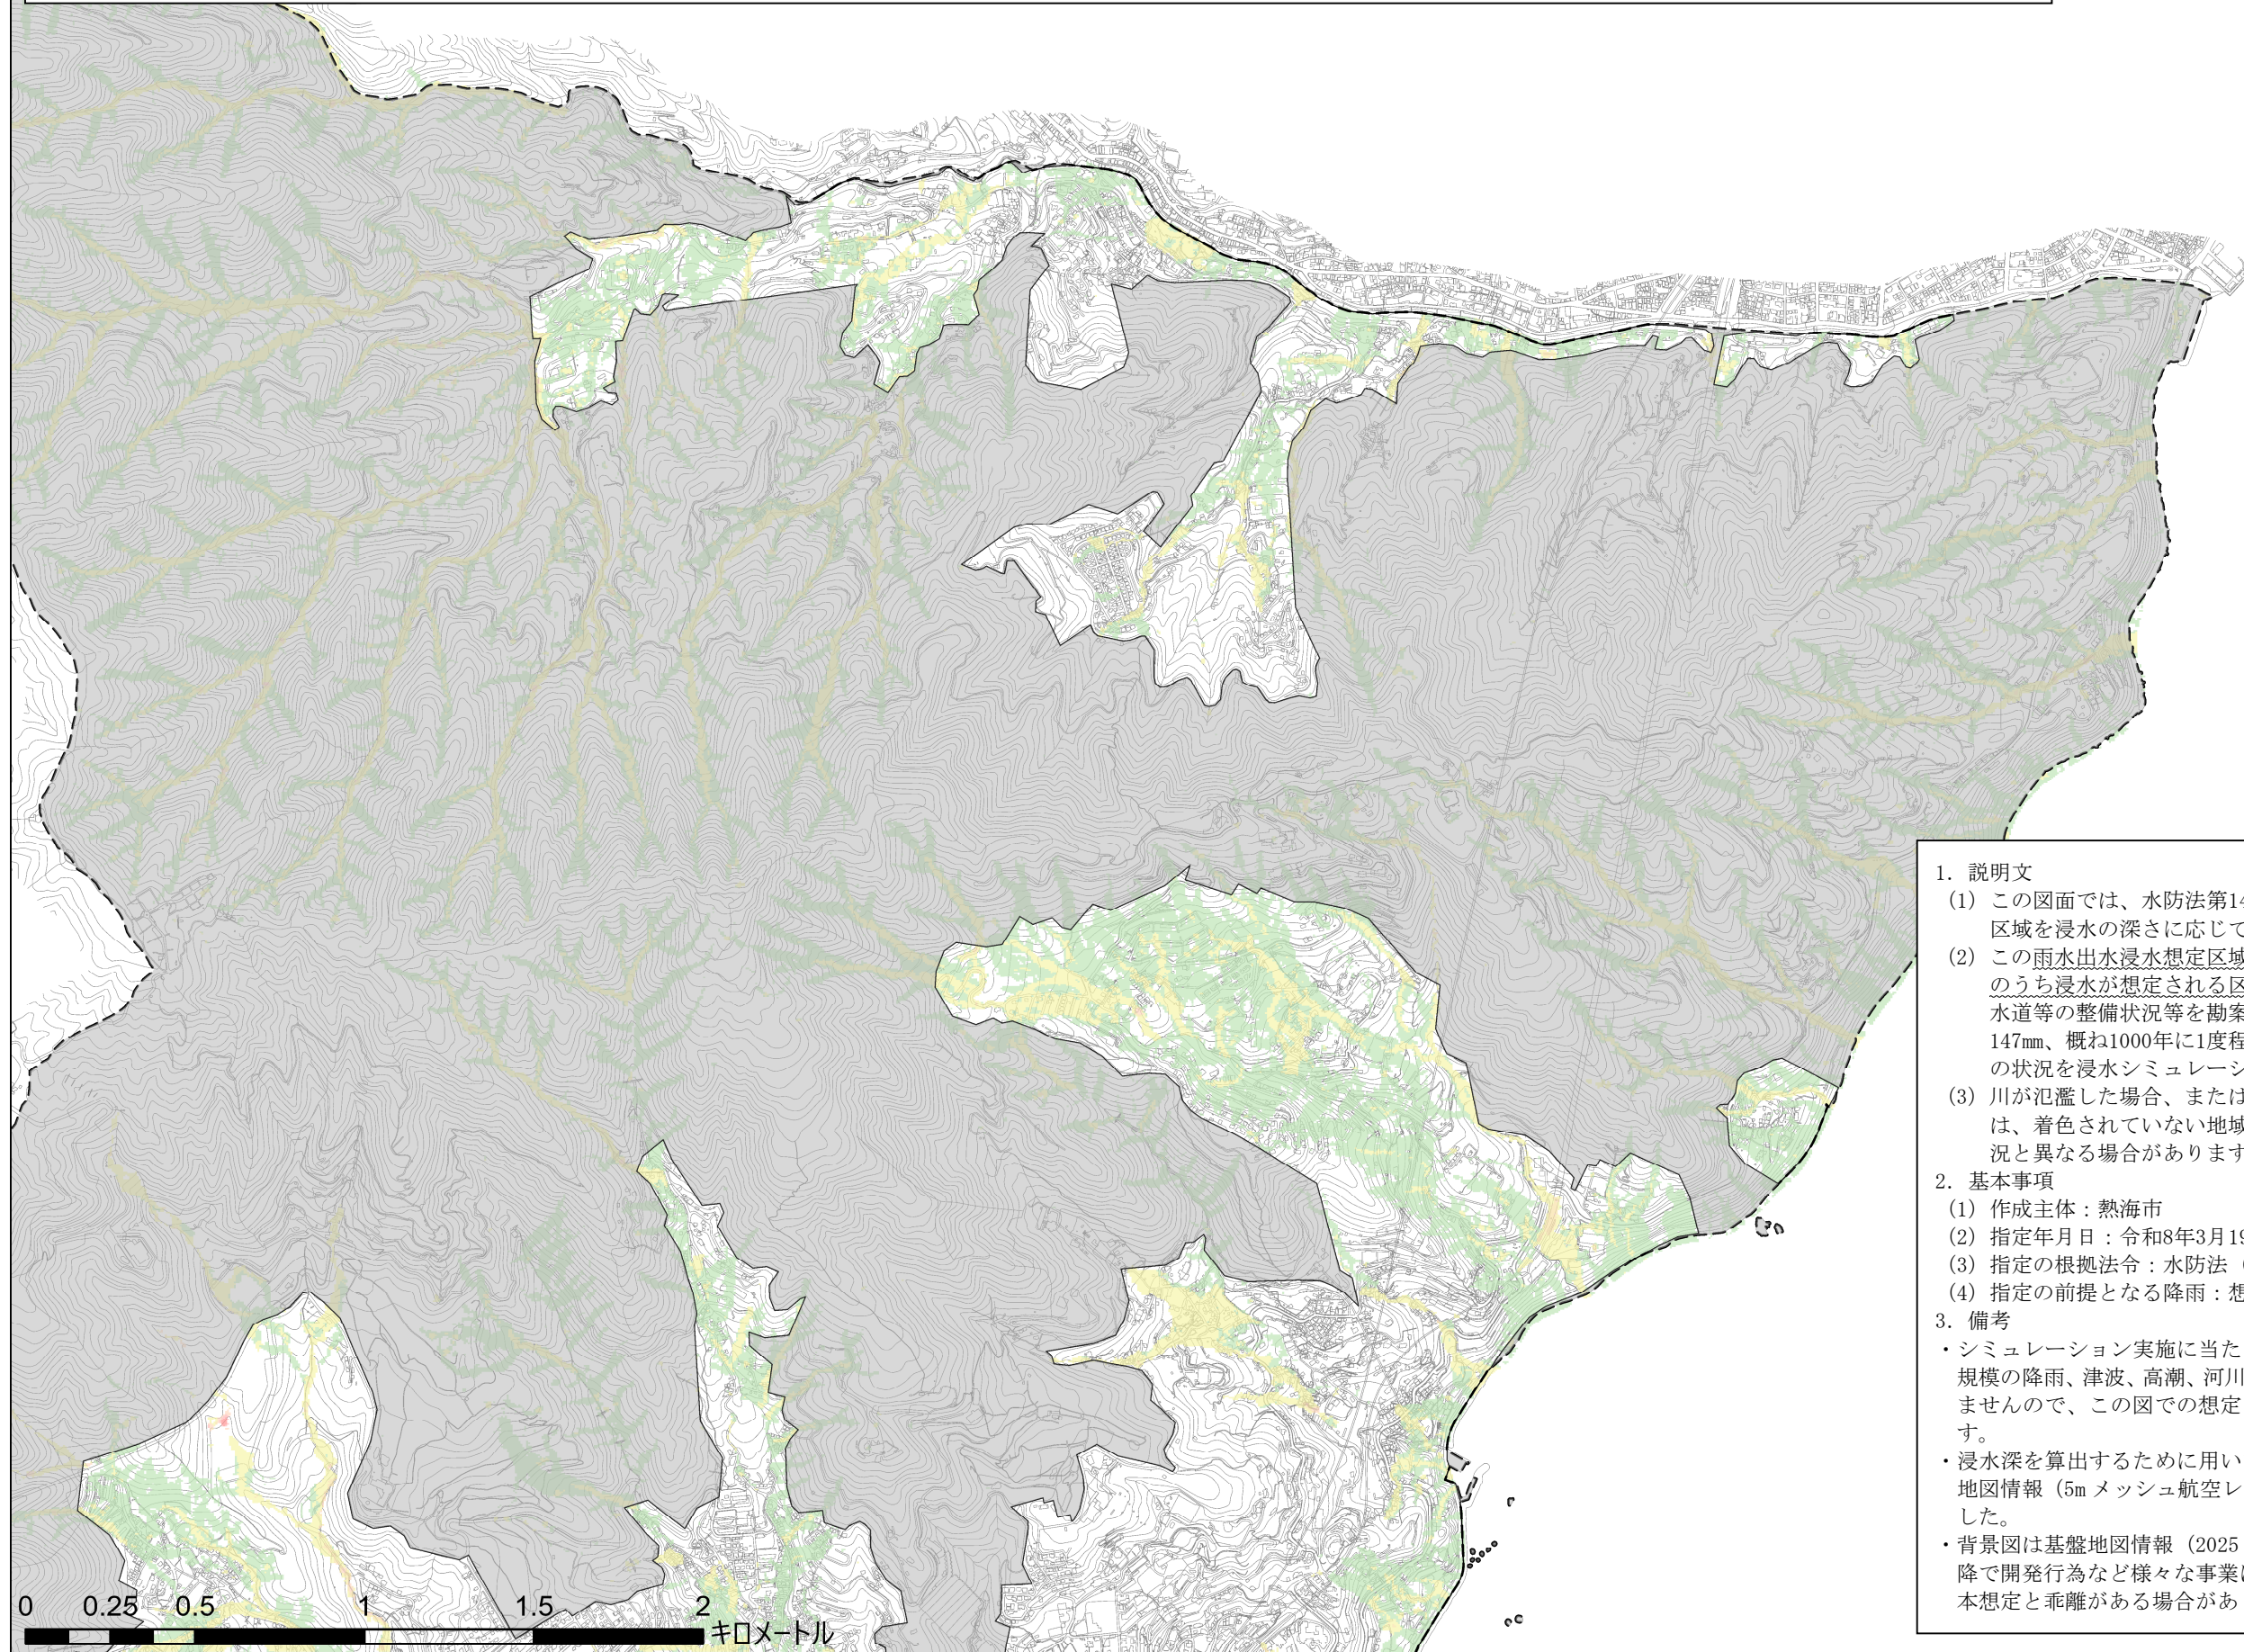 1. 説明文
(1) この図面では、水防法第14
区域を浸水の深さに応じて
(2) この雨水出水浸水想定区域
のうち浸水が想定される区
水道等の整備状況等を勘案
147㎜、概ね1000年に1度程
の状況を浸水シミュレーシ
(3) 川が氾濫した場合、または
は、着色されていない地域
況と異なる場合があります
2. 基本事項
(1) 作成主体：熱海市
(2) 指定年月日：令和8年3月19
(3) 指定の根拠法令：水防法（
(4) 指定の前提となる降雨：想
3. 備考
・シミュレーション実施に当た
規模の降雨、津波、高潮、河川
ませんので、この図での想定
す。
・浸水深を算出するために用い
地図情報（5m メッシュ航空レ
した。
・背景図は基盤地図情報（2025
降で開発行為など様々な事業
本想定と乖離がある場合があ
0 0.25 0.5 1 1.5 2
キロメートル